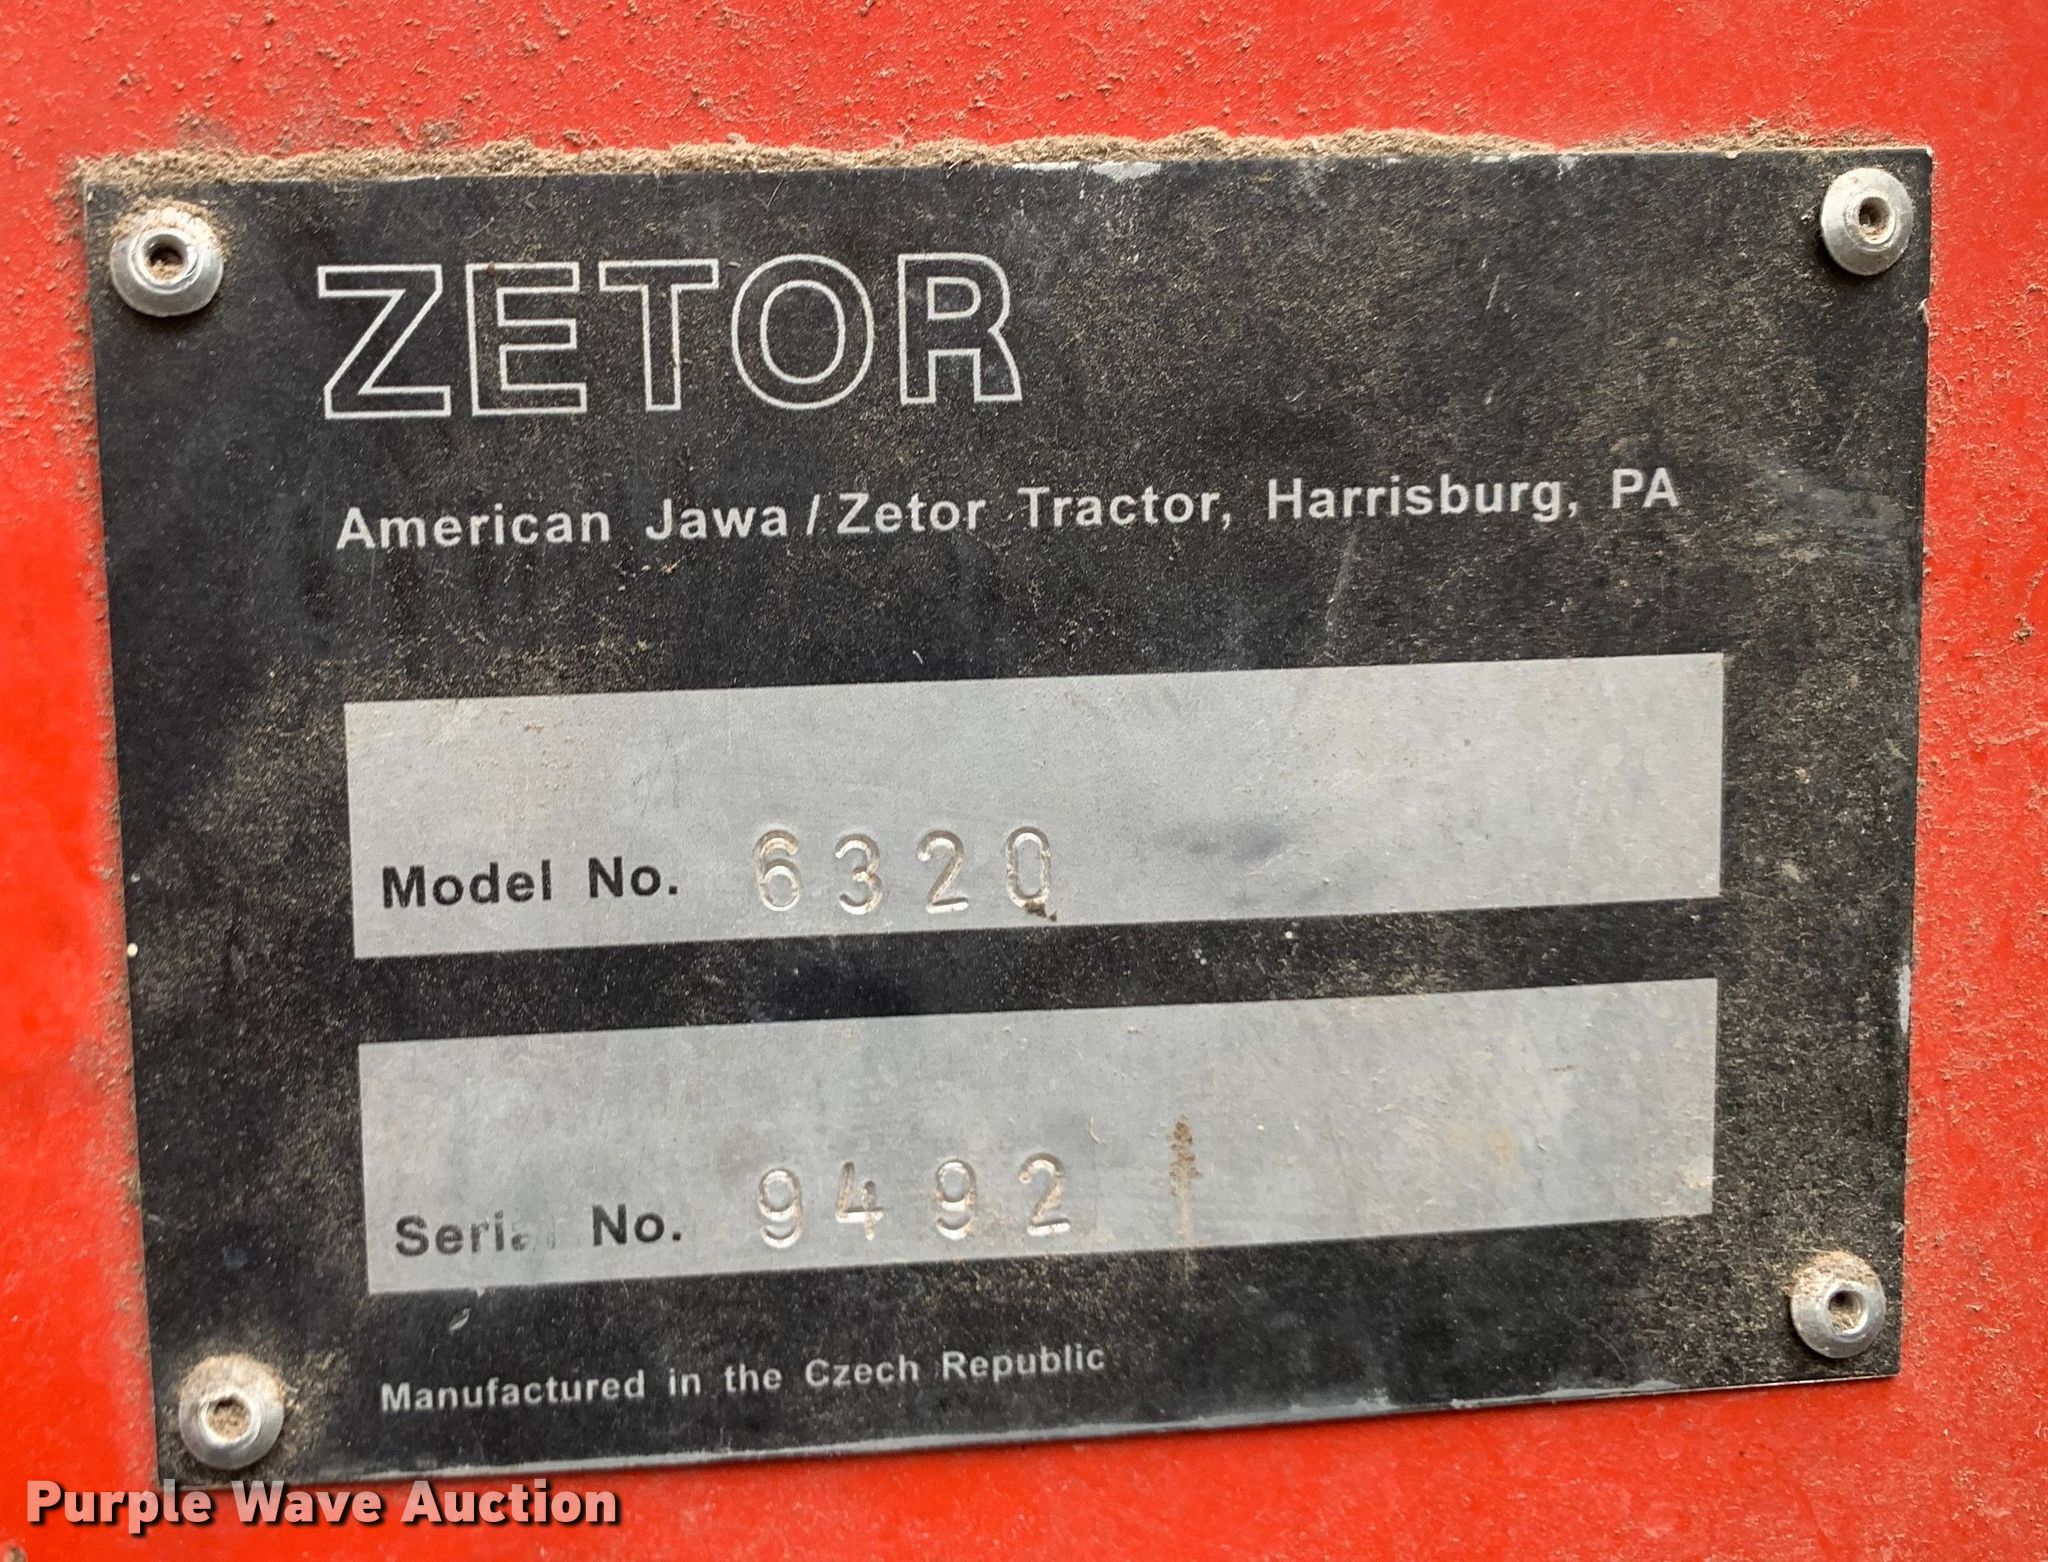 ZETOR
American Jawa / Zetor Tractor, Harrisburg, PA
Model No. 6320
Serial No. 9492
Manufactured in the Czech Republic
Purple Wave Auction